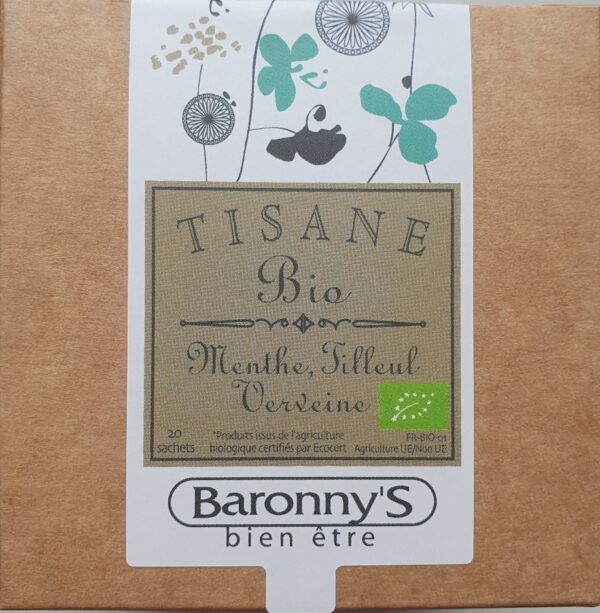 TISANE
Bio
Menthe, Tilleul
Verveine
20
sachets
*Produits issus de l'agriculture
biologique certifiés par Ecocert
FR-BIO-01
Agriculture UE/Non UE
Baronny'S
bien être